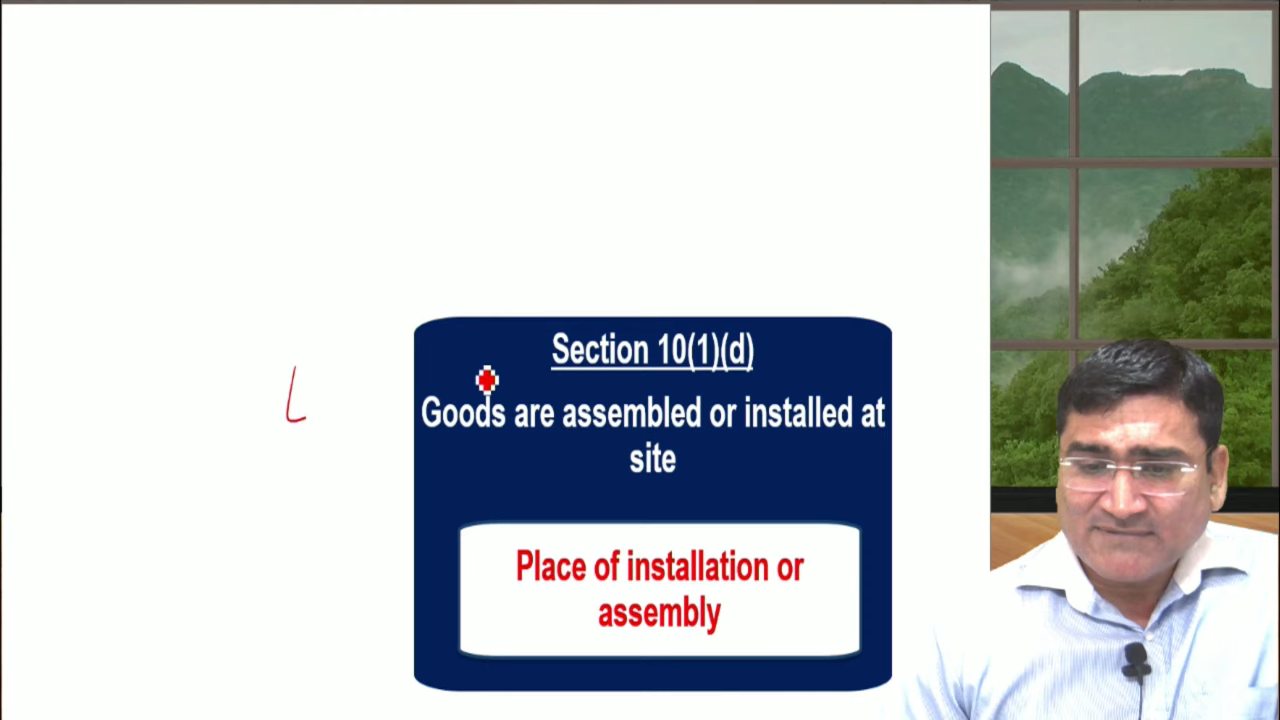 Section 10(1)(d)
Goods are assembled or installed at
site
L
Place of installation or
assembly